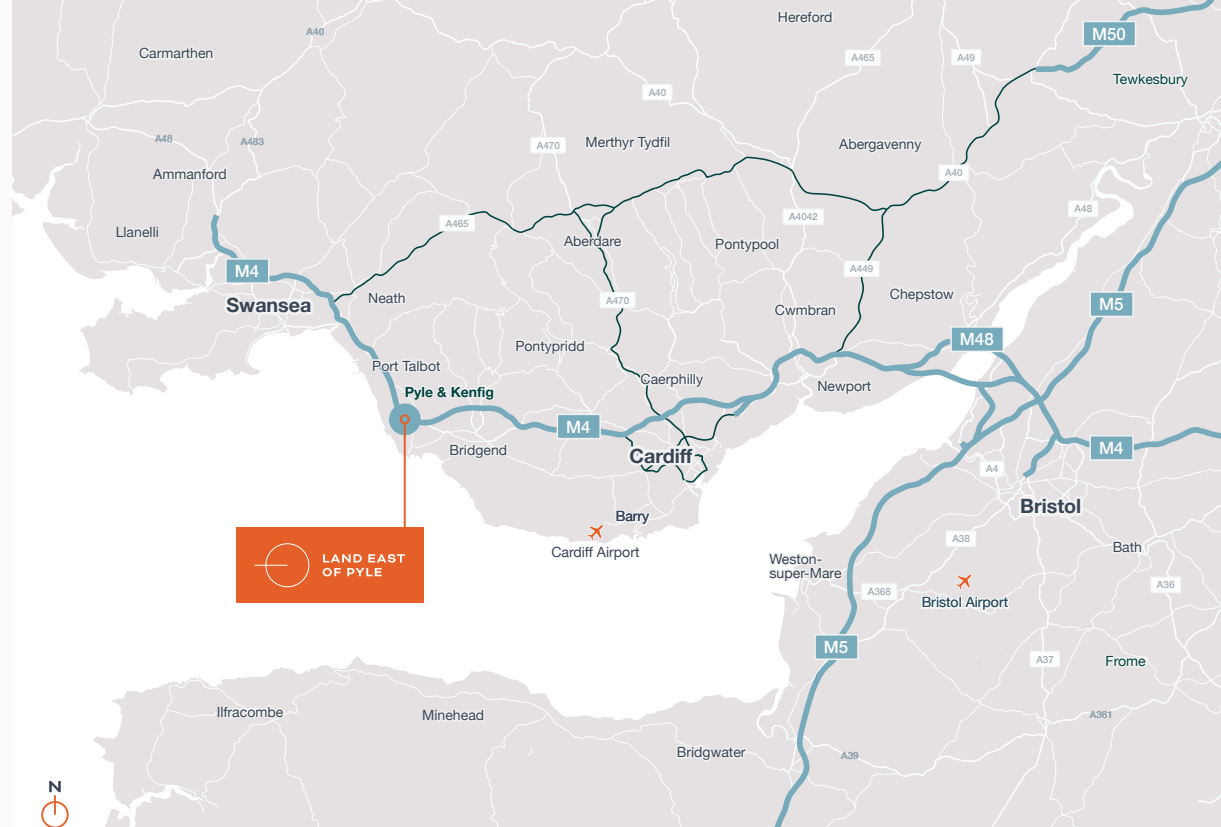 Hereford
M50
A40
Carmarthen
A465
A49
Tewkesbury
A40
A48
A483
A470
Merthyr Tydfil
Abergavenny
Ammanford
A40
A465
A4042
A48
Llanelli
Aberdare
Pontypool
M4
A449
Swansea
Neath
A470
Chepstow
M5
Cwmbran
M48
Pontypridd
Port Talbot
Caerphilly
Newport
Pyle & Kenfig
M4
Bridgend
Cardiff
M4
A4
Bristol
Barry
Cardiff Airport
A38
Bath
LAND EAST
OF PYLE
Weston-
super-Mare
A368
Bristol Airport
A36
M5
A37
Frome
Ilfracombe
Minehead
A361
Bridgwater
A39
N